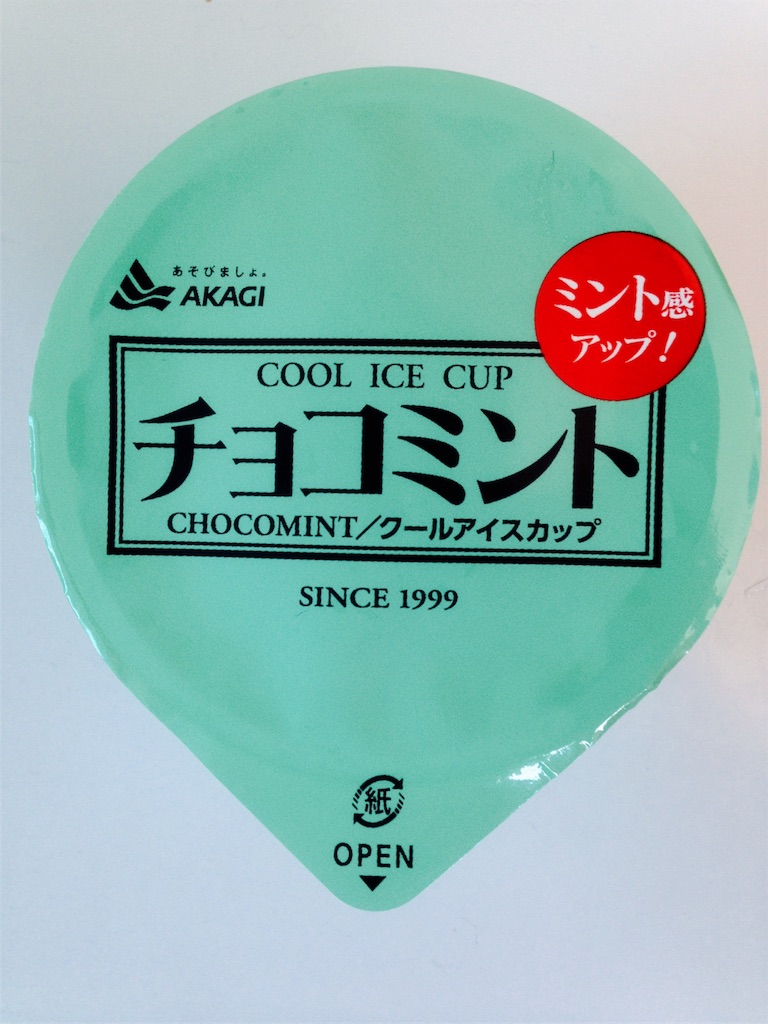 あそびましょ。
AKAGI
ミント感
アップ！
COOL ICE CUP
チョコミント
CHOCOMINT/クールアイスカップ
SINCE 1999
紙
OPEN